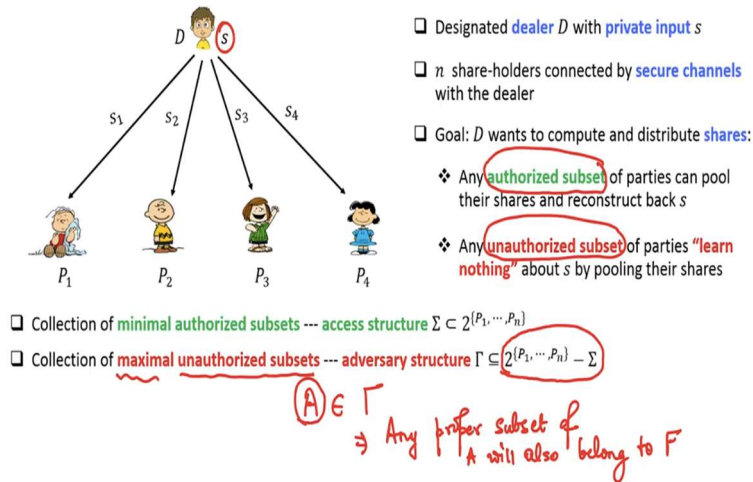 D s
s₁ s₂ s₃ s₄
P₁ P₂ P₃ P₄
❑ Designated dealer D with private input s
❑ n share-holders connected by secure channels
with the dealer
❑ Goal: D wants to compute and distribute shares:
❖ Any authorized subset of parties can pool
their shares and reconstruct back s
❖ Any unauthorized subset of parties "learn
nothing" about s by pooling their shares
❑ Collection of minimal authorized subsets --- access structure Σ ⊂ 2^{P₁,⋯,Pₙ}
❑ Collection of maximal unauthorized subsets --- adversary structure Γ ⊆ 2^{P₁,⋯,Pₙ} − Σ
A ∈ Γ
⇒ Any proper subset of
A will also belong to Γ